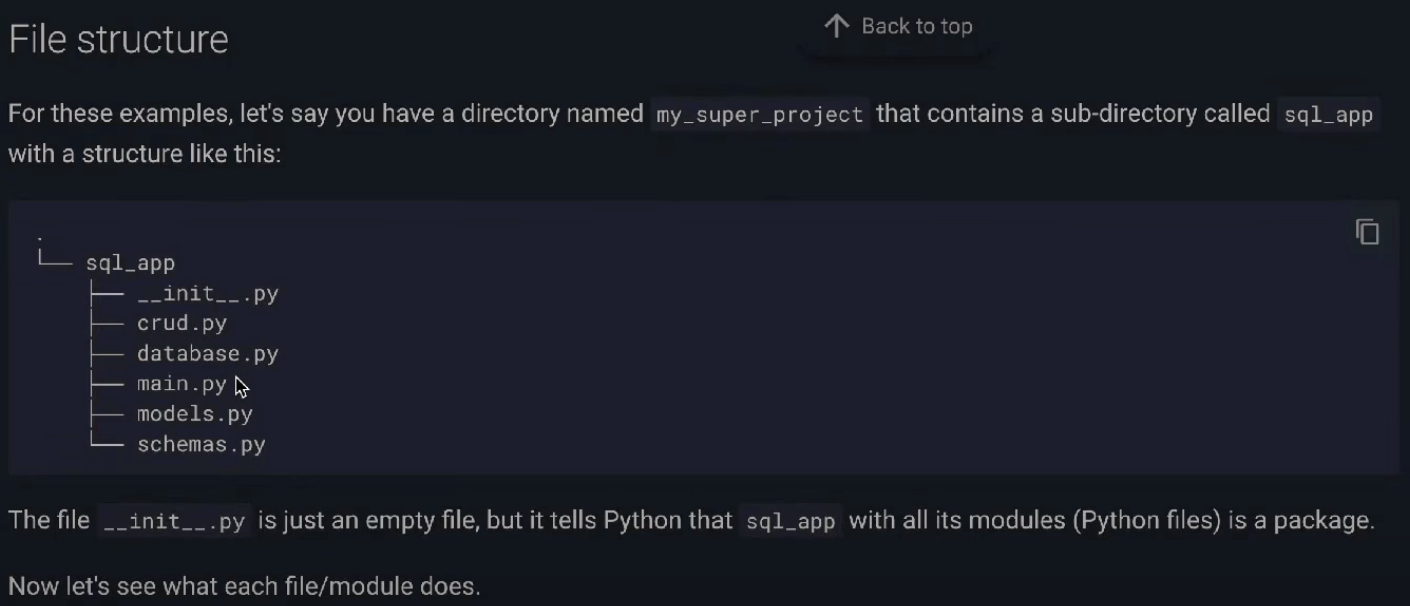 File structure
Back to top
For these examples, let's say you have a directory named my_super_project that contains a sub-directory called sql_app
with a structure like this:
.
└── sql_app
    ├── __init__.py
    ├── crud.py
    ├── database.py
    ├── main.py
    ├── models.py
    └── schemas.py
The file __init__.py is just an empty file, but it tells Python that sql_app with all its modules (Python files) is a package.
Now let's see what each file/module does.